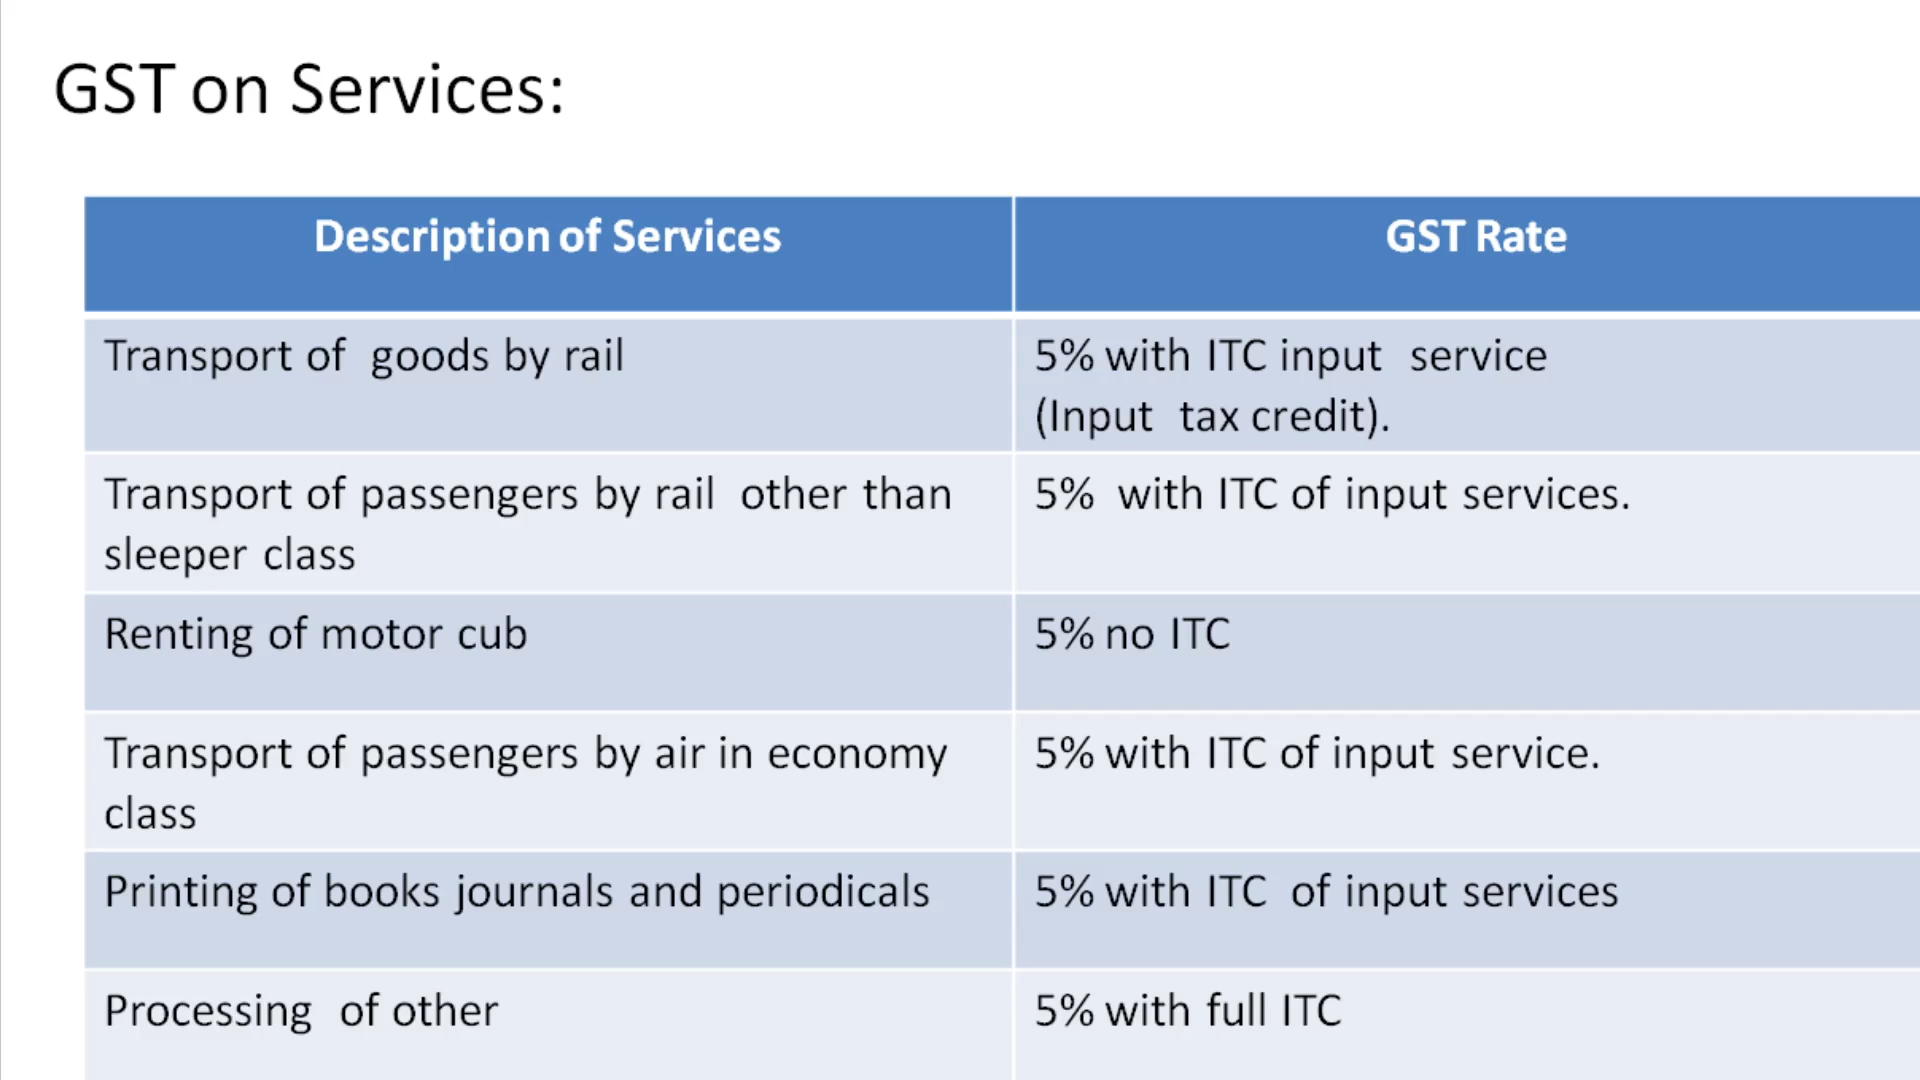 GST on Services:
Description of Services
GST Rate
Transport of goods by rail
5% with ITC input service
(Input tax credit).
Transport of passengers by rail other than
sleeper class
5% with ITC of input services.
Renting of motor cub
5% no ITC
Transport of passengers by air in economy
class
5% with ITC of input service.
Printing of books journals and periodicals
5% with ITC of input services
Processing of other
5% with full ITC